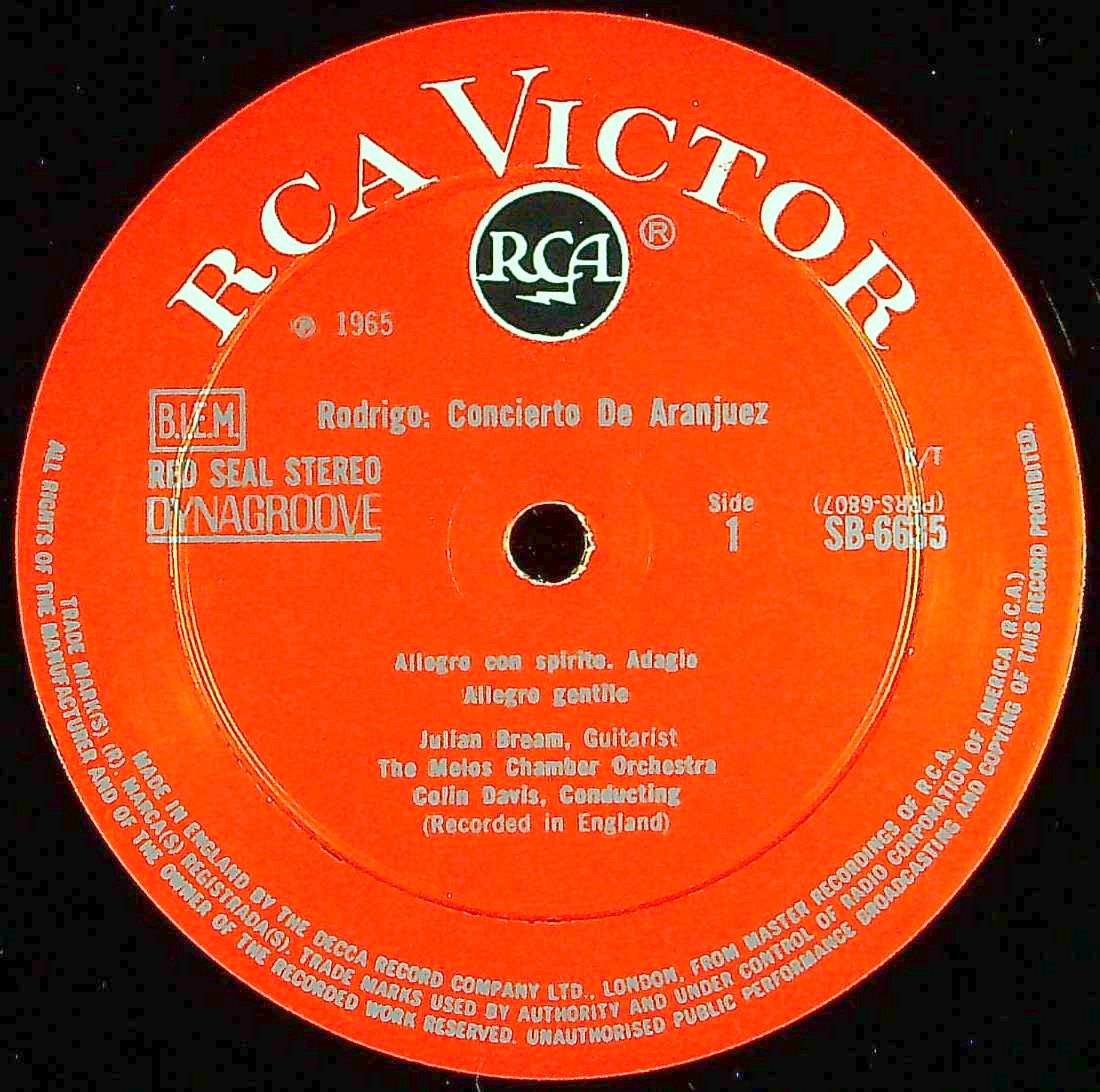 RCA VICTOR
RCA
®
℗ 1965
B.I.E.M.
Rodrigo: Concierto De Aranjuez
RED SEAL STEREO
DYNAGROOVE
Side
1
(PRRS-6807)
SB-6635
Allegro con spirito. Adagio
Allegro gentile
Julian Bream, Guitarist
The Melos Chamber Orchestra
Colin Davis, Conducting
(Recorded in England)
MADE IN ENGLAND BY THE DECCA RECORD COMPANY LTD., LONDON, FROM MASTER RECORDINGS OF R.C.A.
TRADE MARK(S) (R). MARCA(S) REGISTRADA(S). TRADE MARKS USED BY AUTHORITY AND UNDER CONTROL OF RADIO CORPORATION OF AMERICA (R.C.A.)
ALL RIGHTS OF THE MANUFACTURER AND OF THE OWNER OF THE RECORDED WORK RESERVED. UNAUTHORISED PUBLIC PERFORMANCE BROADCASTING AND COPYING OF THIS RECORD PROHIBITED.